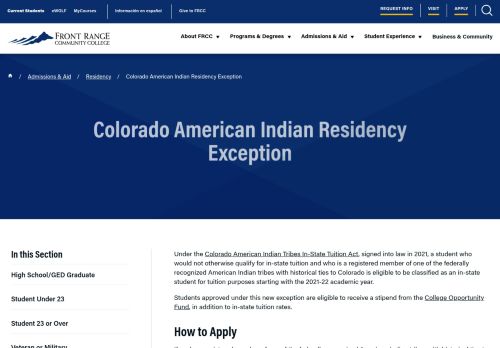 Current Students eWOLF MyCourses Información en español Give to FRCC REQUEST INFO VISIT APPLY
FRONT RANGE
COMMUNITY COLLEGE
About FRCC Programs & Degrees Admissions & Aid Student Experience Business & Community
/ Admissions & Aid / Residency / Colorado American Indian Residency Exception
Colorado American Indian Residency
Exception
In this Section
High School/GED Graduate
Student Under 23
Student 23 or Over
Veteran or Military
Under the Colorado American Indian Tribes In-State Tuition Act, signed into law in 2021, a student who
would not otherwise qualify for in-state tuition and who is a registered member of one of the federally
recognized American Indian tribes with historical ties to Colorado is eligible to be classified as an in-state
student for tuition purposes starting with the 2021-22 academic year.
Students approved under this new exception are eligible to receive a stipend from the College Opportunity
Fund, in addition to in-state tuition rates.
How to Apply